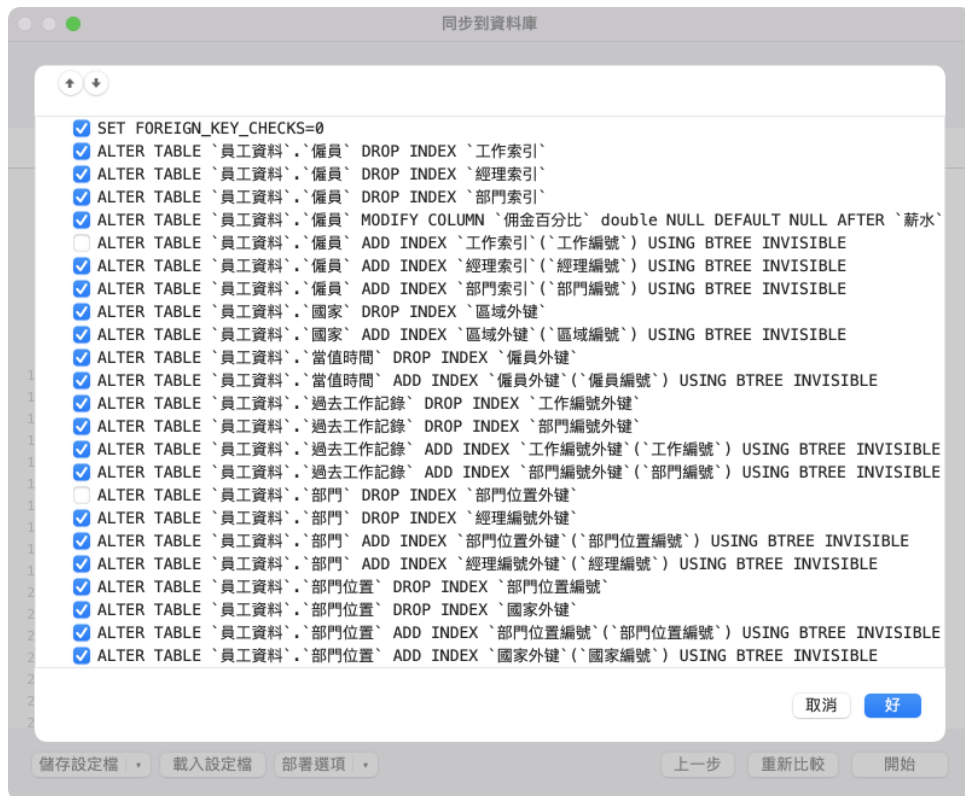 同步到資料庫
SET FOREIGN_KEY_CHECKS=0
ALTER TABLE `員工資料`.`僱員` DROP INDEX `工作索引`
ALTER TABLE `員工資料`.`僱員` DROP INDEX `經理索引`
ALTER TABLE `員工資料`.`僱員` DROP INDEX `部門索引`
ALTER TABLE `員工資料`.`僱員` MODIFY COLUMN `佣金百分比` double NULL DEFAULT NULL AFTER `薪水`
ALTER TABLE `員工資料`.`僱員` ADD INDEX `工作索引`(`工作編號`) USING BTREE INVISIBLE
ALTER TABLE `員工資料`.`僱員` ADD INDEX `經理索引`(`經理編號`) USING BTREE INVISIBLE
ALTER TABLE `員工資料`.`僱員` ADD INDEX `部門索引`(`部門編號`) USING BTREE INVISIBLE
ALTER TABLE `員工資料`.`國家` DROP INDEX `區域外键`
ALTER TABLE `員工資料`.`國家` ADD INDEX `區域外键`(`區域編號`) USING BTREE INVISIBLE
ALTER TABLE `員工資料`.`當值時間` DROP INDEX `僱員外键`
ALTER TABLE `員工資料`.`當值時間` ADD INDEX `僱員外键`(`僱員編號`) USING BTREE INVISIBLE
ALTER TABLE `員工資料`.`過去工作記錄` DROP INDEX `工作編號外键`
ALTER TABLE `員工資料`.`過去工作記錄` DROP INDEX `部門編號外键`
ALTER TABLE `員工資料`.`過去工作記錄` ADD INDEX `工作編號外键`(`工作編號`) USING BTREE INVISIBLE
ALTER TABLE `員工資料`.`過去工作記錄` ADD INDEX `部門編號外键`(`部門編號`) USING BTREE INVISIBLE
ALTER TABLE `員工資料`.`部門` DROP INDEX `部門位置外键`
ALTER TABLE `員工資料`.`部門` DROP INDEX `經理編號外键`
ALTER TABLE `員工資料`.`部門` ADD INDEX `部門位置外键`(`部門位置編號`) USING BTREE INVISIBLE
ALTER TABLE `員工資料`.`部門` ADD INDEX `經理編號外键`(`經理編號`) USING BTREE INVISIBLE
ALTER TABLE `員工資料`.`部門位置` DROP INDEX `部門位置編號`
ALTER TABLE `員工資料`.`部門位置` DROP INDEX `國家外键`
ALTER TABLE `員工資料`.`部門位置` ADD INDEX `部門位置編號`(`部門位置編號`) USING BTREE INVISIBLE
ALTER TABLE `員工資料`.`部門位置` ADD INDEX `國家外键`(`國家編號`) USING BTREE INVISIBLE
取消 好
儲存設定檔 載入設定檔 部署選項 上一步 重新比較 開始